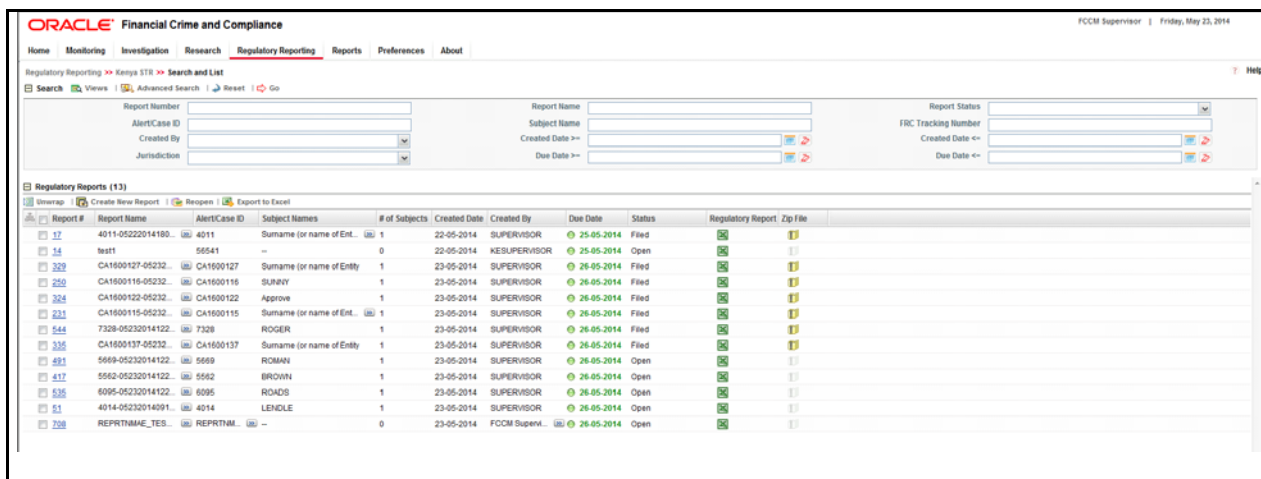 ORACLE Financial Crime and Compliance
FCCM Supervisor | Friday, May 23, 2014
Home Monitoring Investigation Research Regulatory Reporting Reports Preferences About
Regulatory Reporting >> Kenya STR >> Search and List
? Help
Search Views | Advanced Search | Reset | Go
Report Number Report Name Report Status
Alert/Case ID Subject Name FRC Tracking Number
Created By Created Date >= Created Date <=
Jurisdiction Due Date >= Due Date <=
Regulatory Reports (13)
Unwrap | Create New Report | Reopen | Export to Excel
Report # Report Name Alert/Case ID Subject Names # of Subjects Created Date Created By Due Date Status Regulatory Report Zip File
17 4011-05222014180... 4011 Surname (or name of Ent... 1 22-05-2014 SUPERVISOR 25-05-2014 Filed
14 test1 56541 -- 0 22-05-2014 KESUPERVISOR 25-05-2014 Open
329 CA1600127-05232... CA1600127 Surname (or name of Entity 1 23-05-2014 SUPERVISOR 26-05-2014 Filed
250 CA1600116-05232... CA1600116 SUNNY 1 23-05-2014 SUPERVISOR 26-05-2014 Filed
324 CA1600122-05232... CA1600122 Approve 1 23-05-2014 SUPERVISOR 26-05-2014 Filed
231 CA1600115-05232... CA1600115 Surname (or name of Ent... 1 23-05-2014 SUPERVISOR 26-05-2014 Filed
544 7328-05232014122... 7328 ROGER 1 23-05-2014 SUPERVISOR 26-05-2014 Filed
335 CA1600137-05232... CA1600137 Surname (or name of Entity 1 23-05-2014 SUPERVISOR 26-05-2014 Filed
491 5669-05232014122... 5669 ROMAN 1 23-05-2014 SUPERVISOR 26-05-2014 Open
417 5562-05232014122... 5562 BROWN 1 23-05-2014 SUPERVISOR 26-05-2014 Open
535 6095-05232014122... 6095 ROADS 1 23-05-2014 SUPERVISOR 26-05-2014 Open
51 4014-05232014091... 4014 LENDLE 1 23-05-2014 SUPERVISOR 26-05-2014 Open
708 REPRTNMAE_TES... REPRTNM... -- 0 23-05-2014 FCCM Supervi... 26-05-2014 Open